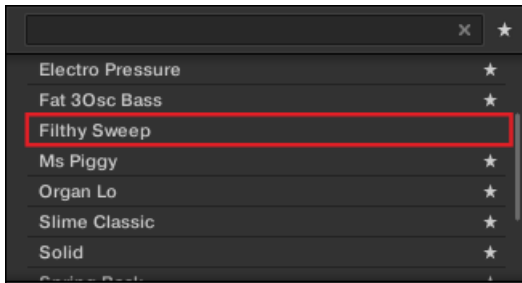 Electro Pressure
Fat 3Osc Bass
Filthy Sweep
Ms Piggy
Organ Lo
Slime Classic
Solid